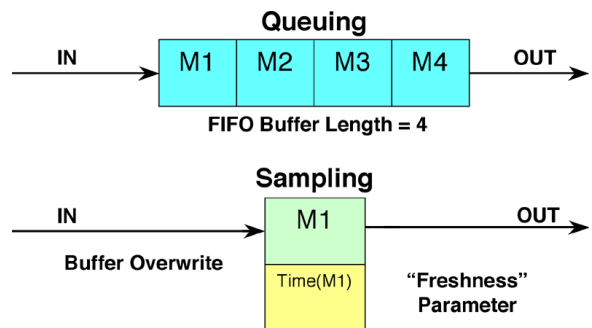 Queuing
IN
M1 M2 M3 M4
OUT
FIFO Buffer Length = 4
Sampling
IN
M1
OUT
Buffer Overwrite
Time(M1)
“Freshness”
Parameter